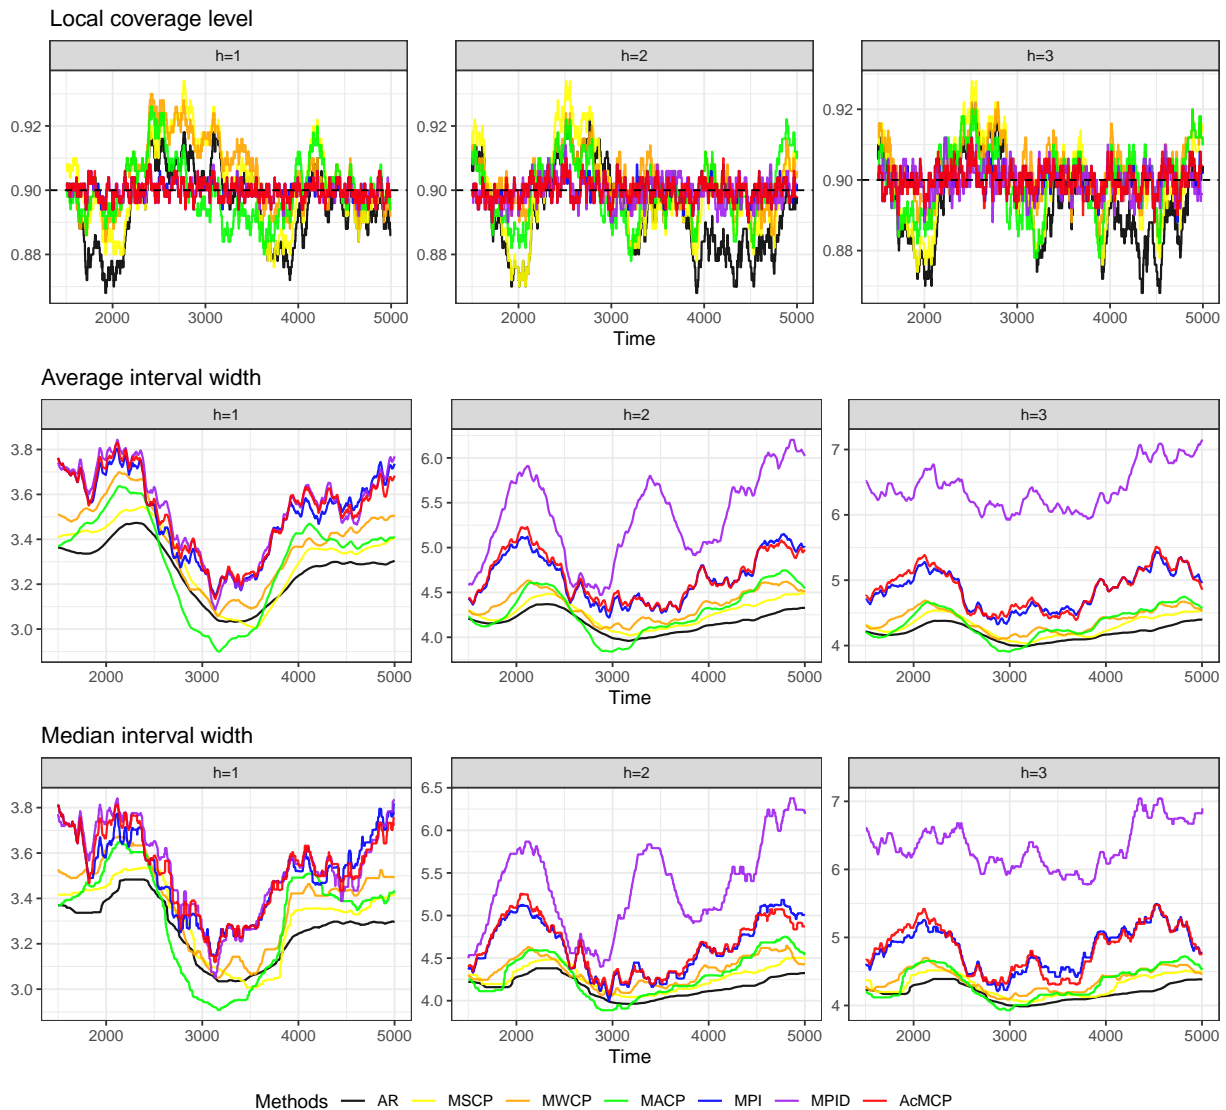 Local coverage level
h=1
h=2
h=3
0.92
0.90
0.88
2000 3000 4000 5000
0.92
0.90
0.88
2000 3000 4000 5000
0.92
0.90
0.88
2000 3000 4000 5000
Time
Average interval width
h=1
h=2
h=3
3.8
3.6
3.4
3.2
3.0
2000 3000 4000 5000
6.0
5.5
5.0
4.5
4.0
2000 3000 4000 5000
7
6
5
4
2000 3000 4000 5000
Time
Median interval width
h=1
h=2
h=3
3.8
3.6
3.4
3.2
3.0
2000 3000 4000 5000
6.5
6.0
5.5
5.0
4.5
4.0
2000 3000 4000 5000
7
6
5
4
2000 3000 4000 5000
Time
Methods AR MSCP MWCP MACP MPI MPID AcMCP